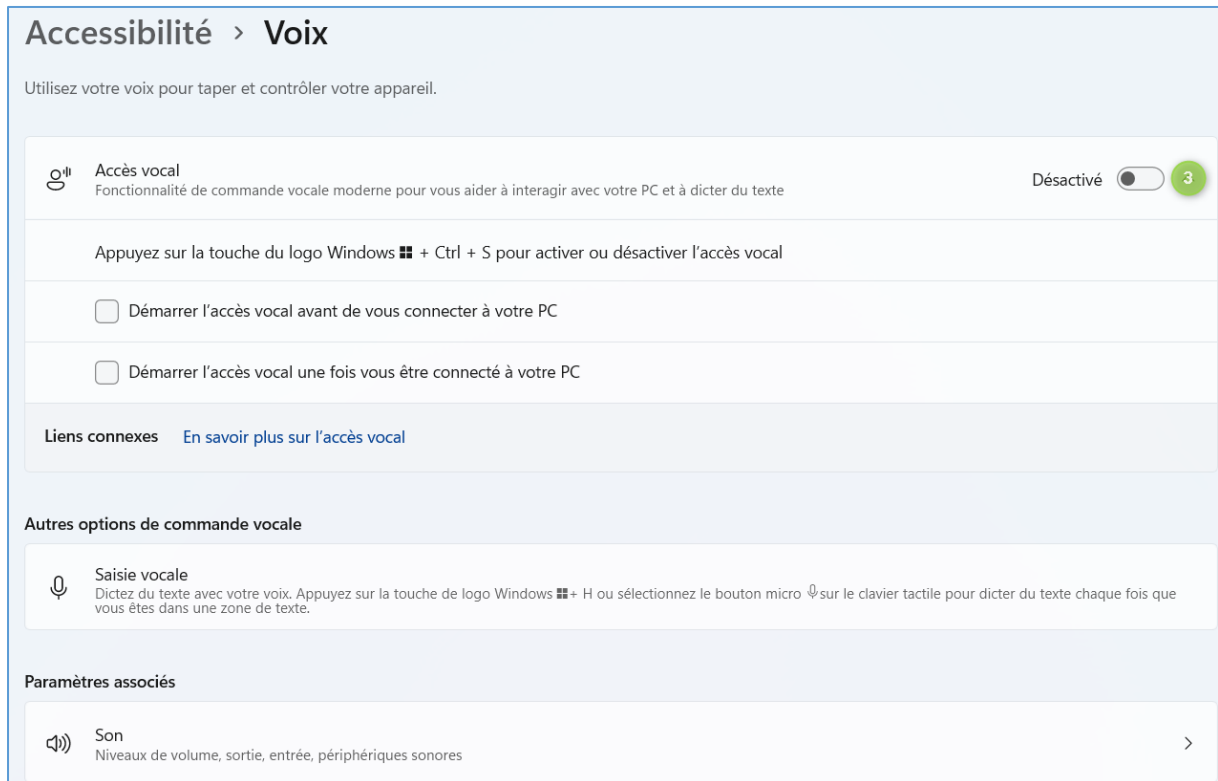 Accessibilité > Voix
Utilisez votre voix pour taper et contrôler votre appareil.
Accès vocal
Fonctionnalité de commande vocale moderne pour vous aider à interagir avec votre PC et à dicter du texte
Désactivé
3
Appuyez sur la touche du logo Windows + Ctrl + S pour activer ou désactiver l'accès vocal
Démarrer l'accès vocal avant de vous connecter à votre PC
Démarrer l'accès vocal une fois vous être connecté à votre PC
Liens connexes En savoir plus sur l'accès vocal
Autres options de commande vocale
Saisie vocale
Dictez du texte avec votre voix. Appuyez sur la touche de logo Windows + H ou sélectionnez le bouton micro sur le clavier tactile pour dicter du texte chaque fois que
vous êtes dans une zone de texte.
Paramètres associés
Son
Niveaux de volume, sortie, entrée, périphériques sonores